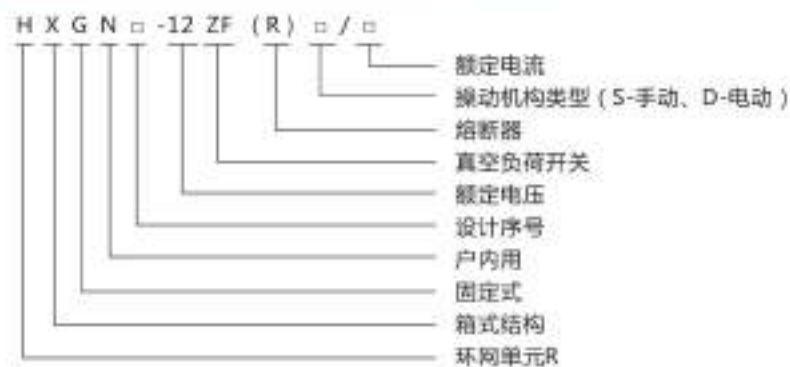 H X G N □ -12 ZF (R) □ / □
额定电流
操动机构类型(S-手动、D-电动)
熔断器
真空负荷开关
额定电压
设计序号
户内用
固定式
箱式结构
环网单元R